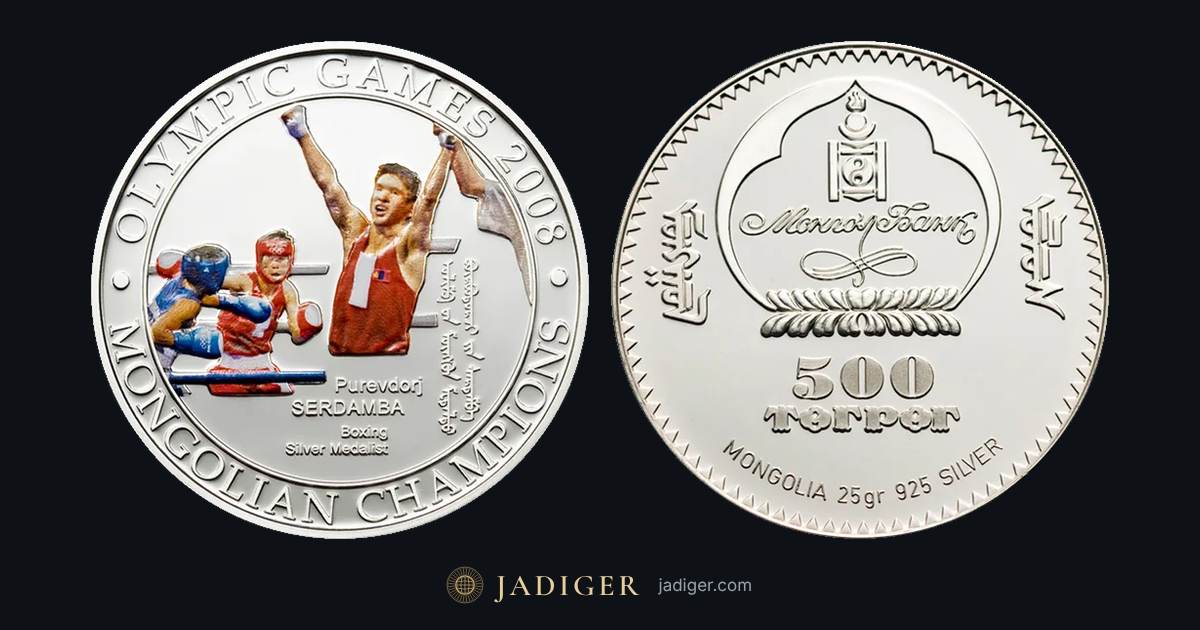 OLYMPIC GAMES 2008
MONGOLIAN CHAMPIONS
Purevdorj
SERDAMBA
Boxing
Silver Medalist
МонголБанк
500
ТӨГРӨГ
MONGOLIA 25gr 925 SILVER
JADIGER
jadiger.com